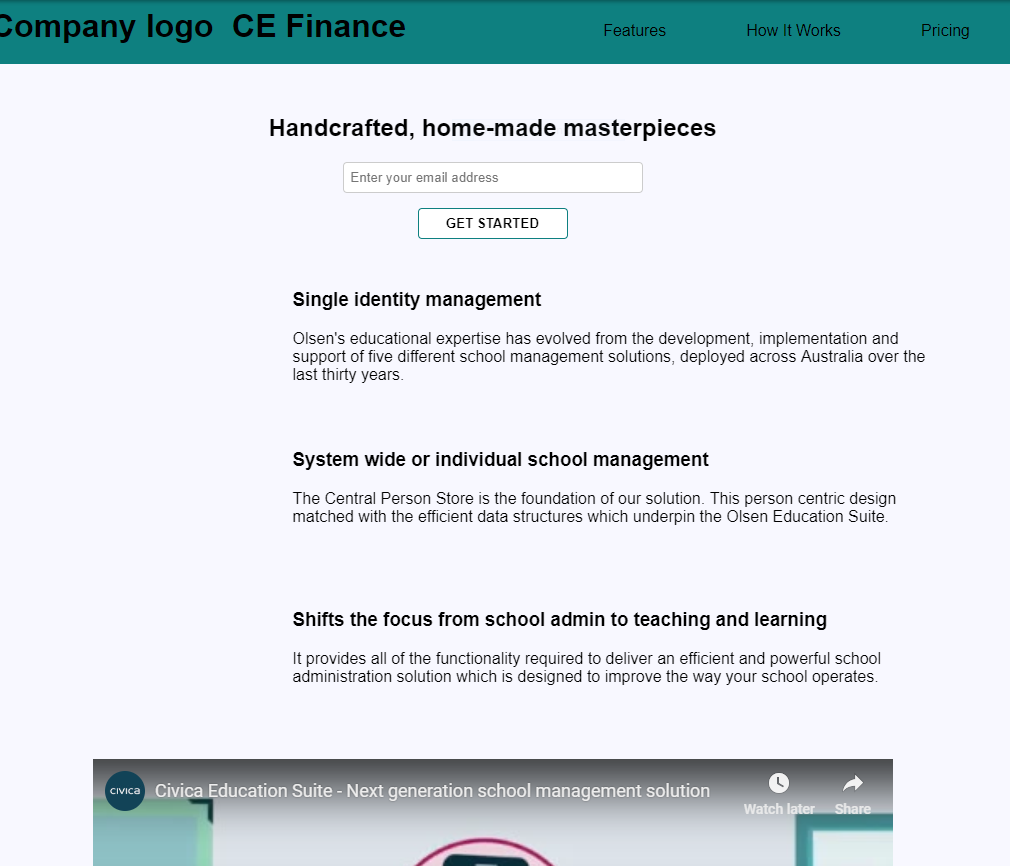 Company logo CE Finance
Features
How It Works
Pricing
Handcrafted, home-made masterpieces
Enter your email address
GET STARTED
Single identity management
Olsen's educational expertise has evolved from the development, implementation and
support of five different school management solutions, deployed across Australia over the
last thirty years.
System wide or individual school management
The Central Person Store is the foundation of our solution. This person centric design
matched with the efficient data structures which underpin the Olsen Education Suite.
Shifts the focus from school admin to teaching and learning
It provides all of the functionality required to deliver an efficient and powerful school
administration solution which is designed to improve the way your school operates.
CIVICA
Civica Education Suite - Next generation school management solution
Watch later
Share